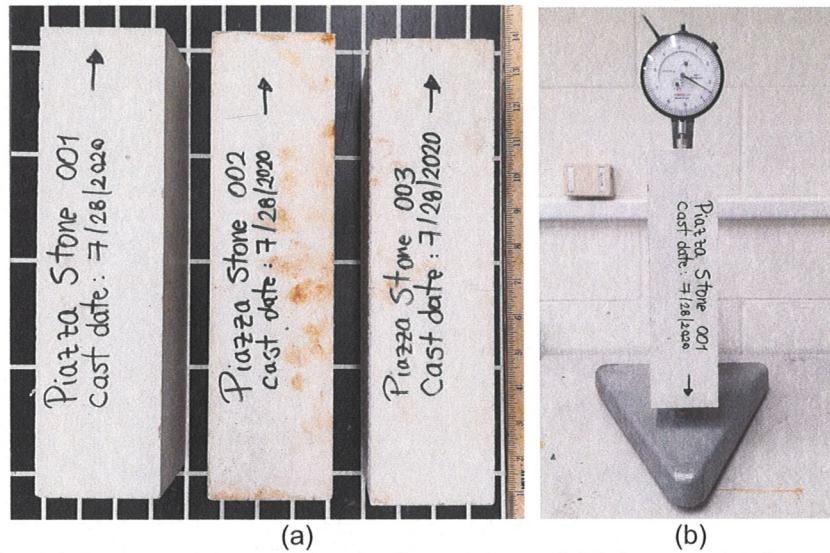 Piazza Stone 001
Cast date: 7/28/2020
Piazza Stone 002
cast date: 7/28/2020
Piazza Stone 003
Cast date: 7/28/2020
Piazza Stone 001
cast date: 7/28/2020
(a)
(b)